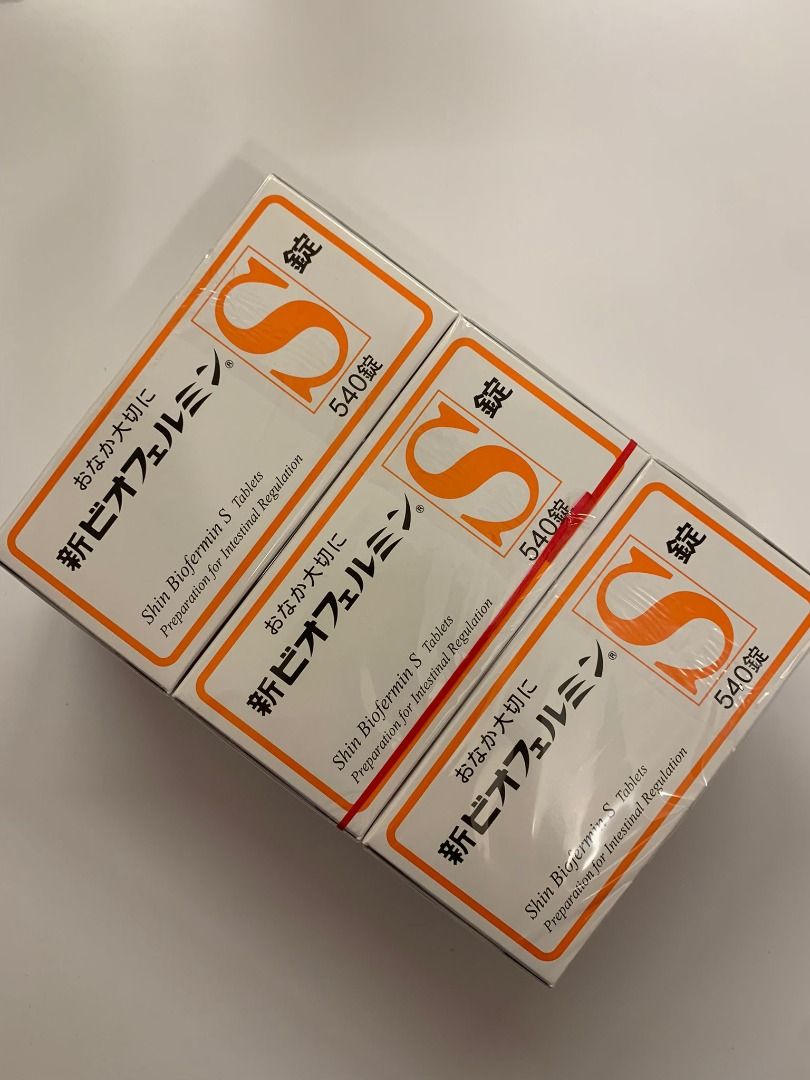 おなか大切に
新ビオフェルミン®
S
錠
540錠
Shin Biofermin S Tablets
Preparation for Intestinal Regulation
おなか大切に
新ビオフェルミン®
S
錠
540錠
Shin Biofermin S Tablets
Preparation for Intestinal Regulation
おなか大切に
新ビオフェルミン®
S
錠
540錠
Shin Biofermin S Tablets
Preparation for Intestinal Regulation